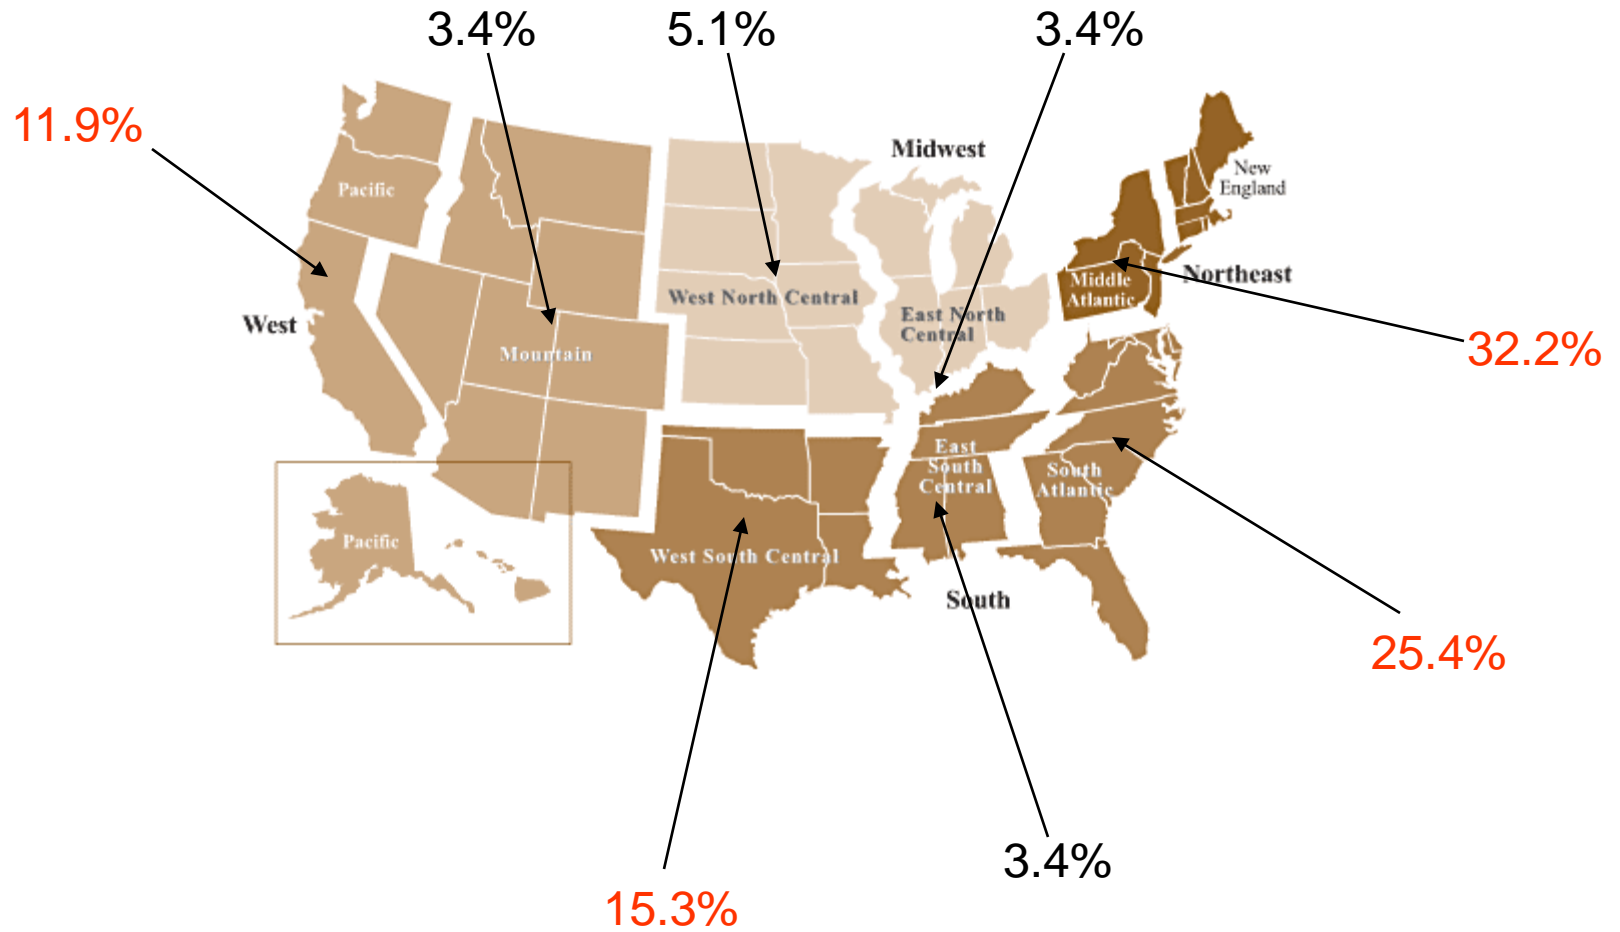 3.4%
5.1%
3.4%
11.9%
Midwest
New
England
Pacific
Northeast
Middle
Atlantic
West North Central
East North
Central
West
32.2%
Mountain
East
South
Central
South
Atlantic
Pacific
West South Central
South
25.4%
3.4%
15.3%